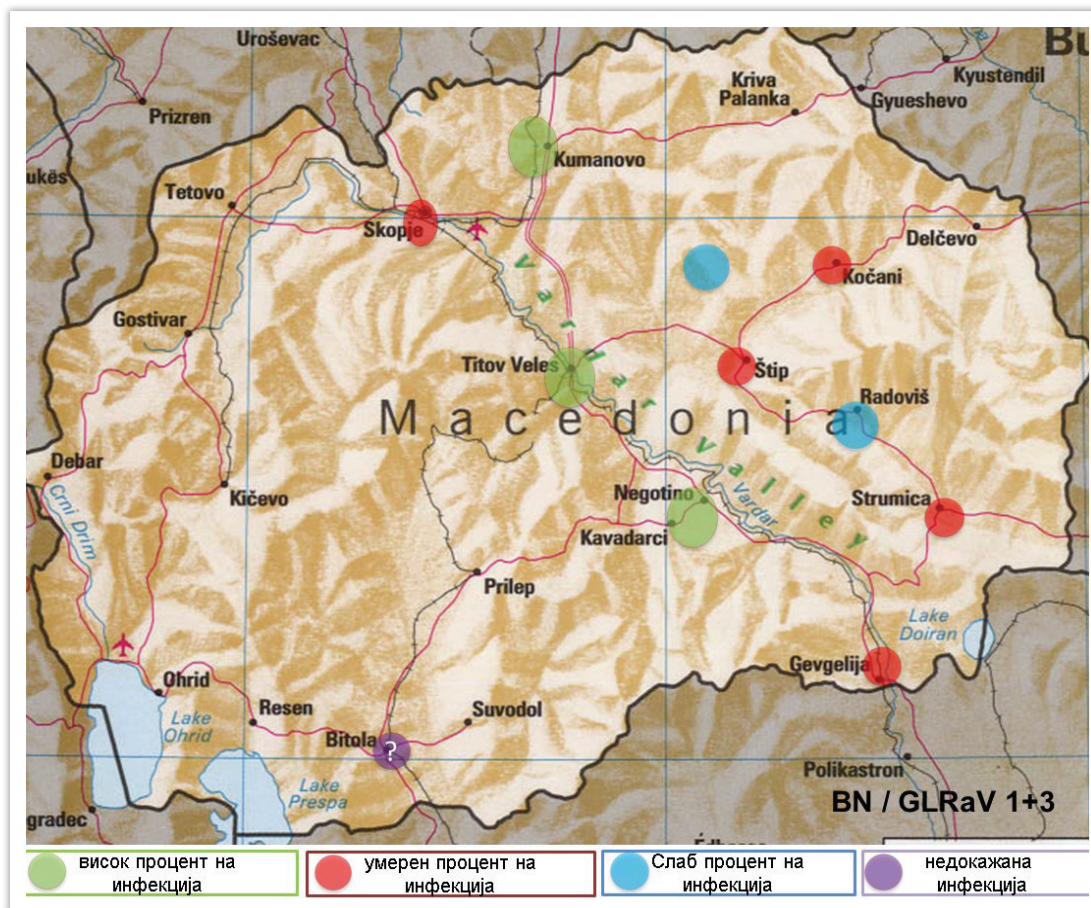 Uroševac
Bu
Kyustendil
Kriva
Palanka
Gyueshevo
Prizren
Kumanovo
ukës
Tetovo
Skopje
Delčevo
Kočani
Gostivar
Titov Veles
Štip
Radoviš
Macedonia
Vardar Valley
Debar
Crni Drim
Kičevo
Negotino
Vardar
Strumica
Kavadarci
Prilep
Lake
Doiran
Gevgelija
Ohrid
Lake
Ohrid
Resen
Suvodol
Bitola
?
Lake
Prespa
Polikastron
gradec
BN / GLRaV 1+3
висок процент на
инфекција
умерен процент на
инфекција
Слаб процент на
инфекција
недокажана
инфекција